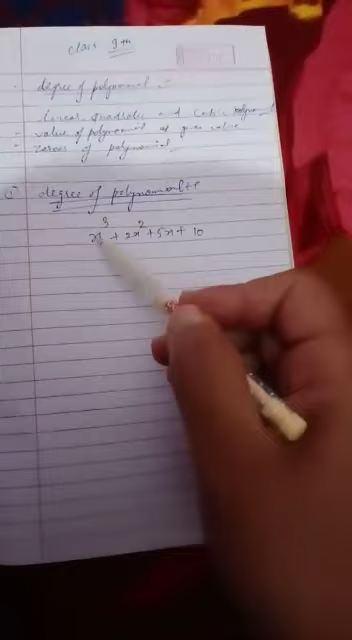 class 9th
degree of polynomial :-
linear quadratic and cubic polynomial
- value of polynomial at given value
- zeroes of polynomial
① degree of polynomial :-
x³ + 2x² + 5x + 10